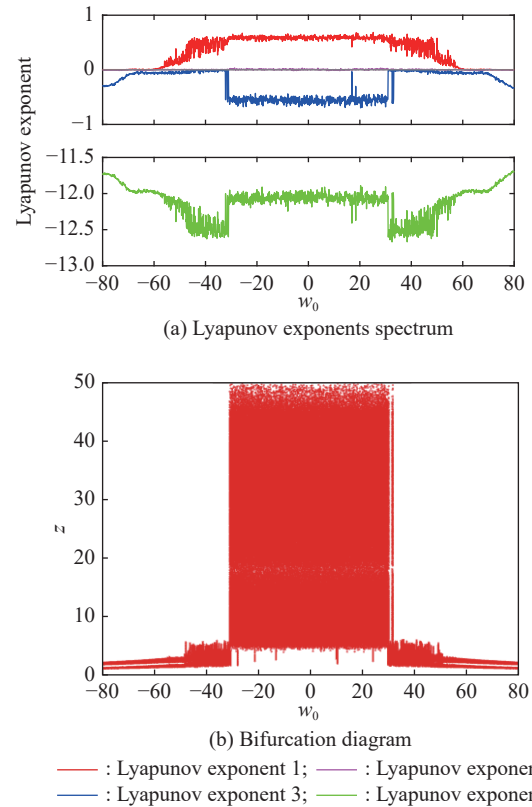 1
0
−1
−11.5
−12.0
−12.5
−13.0
Lyapunov exponent
−80 −60 −40 −20 0 20 40 60 80
w0
(a) Lyapunov exponents spectrum
50
40
30
20
10
0
z
−80 −60 −40 −20 0 20 40 60 80
w0
(b) Bifurcation diagram
: Lyapunov exponent 1; : Lyapunov exponen
: Lyapunov exponent 3; : Lyapunov exponen